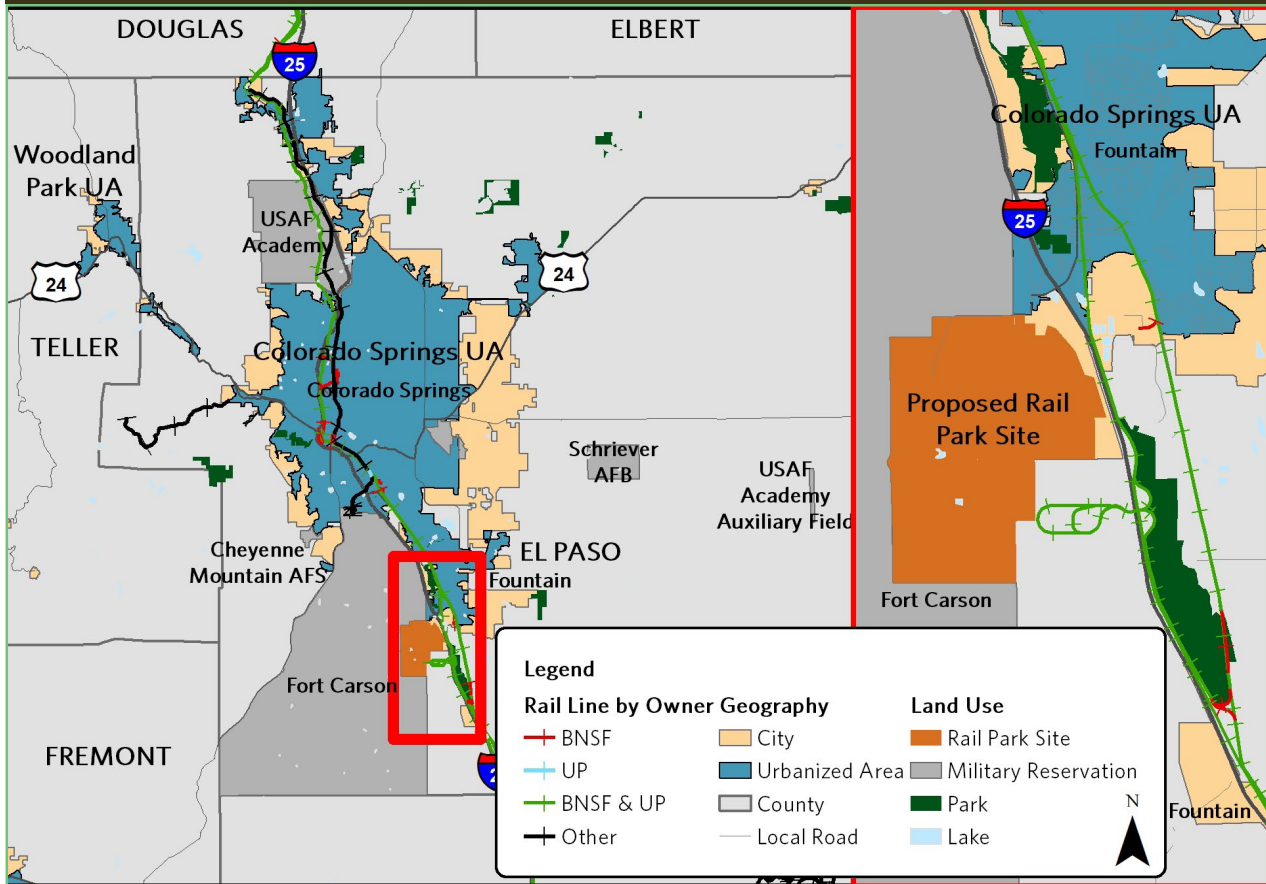 DOUGLAS
ELBERT
25
Woodland
Park UA
USAF
Academy
24
24
TELLER
Colorado Springs UA
Colorado Springs
Schriever
AFB
USAF
Academy
Auxiliary Field
Cheyenne
Mountain AFS
EL PASO
Fountain
Fort Carson
FREMONT
2
Colorado Springs UA
Fountain
25
Proposed Rail
Park Site
Fort Carson
Fountain
Legend
Rail Line by Owner Geography Land Use
BNSF City Rail Park Site
UP Urbanized Area Military Reservation
BNSF & UP County Park
Other Local Road Lake
N